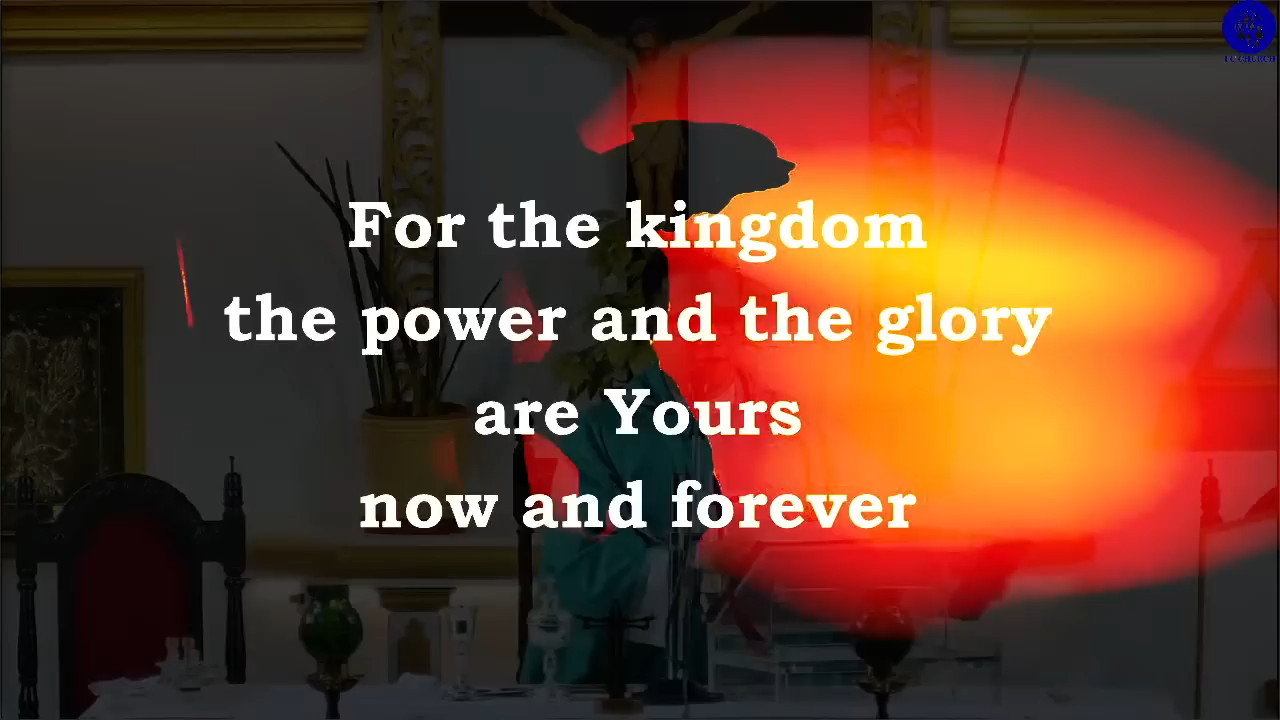 For the kingdom
the power and the glory
are Yours
now and forever